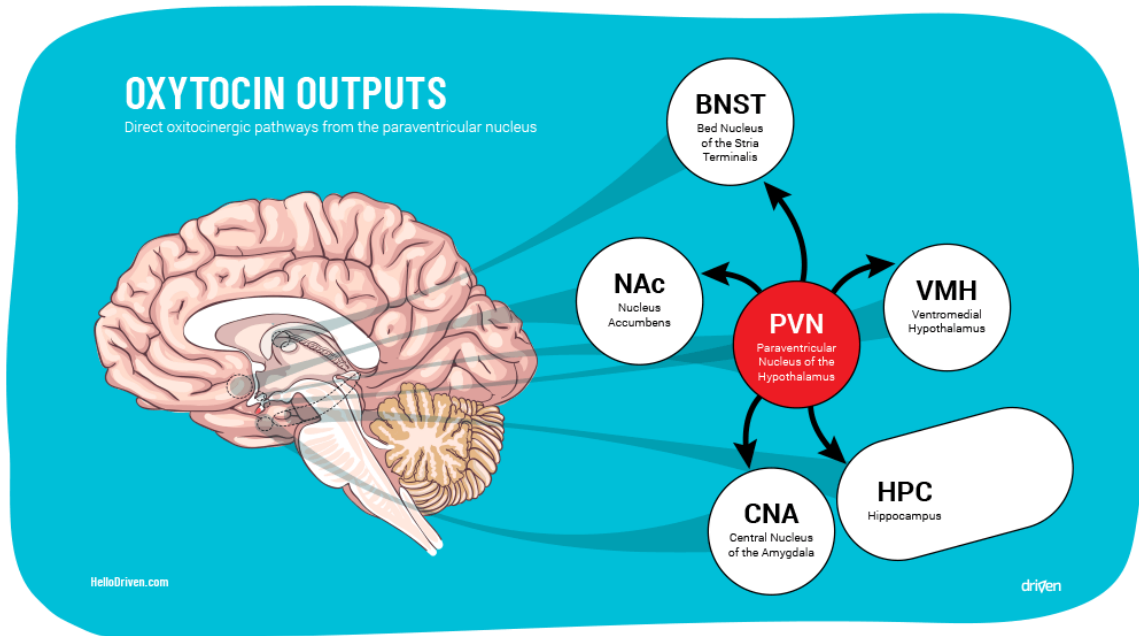 OXYTOCIN OUTPUTS
Direct oxitocinergic pathways from the paraventricular nucleus
BNST
Bed Nucleus
of the Stria
Terminalis
NAc
Nucleus
Accumbens
VMH
Ventromedial
Hypothalamus
PVN
Paraventricular
Nucleus of the
Hypothalamus
CNA
Central Nucleus
of the Amygdala
HPC
Hippocampus
HelloDriven.com
driven